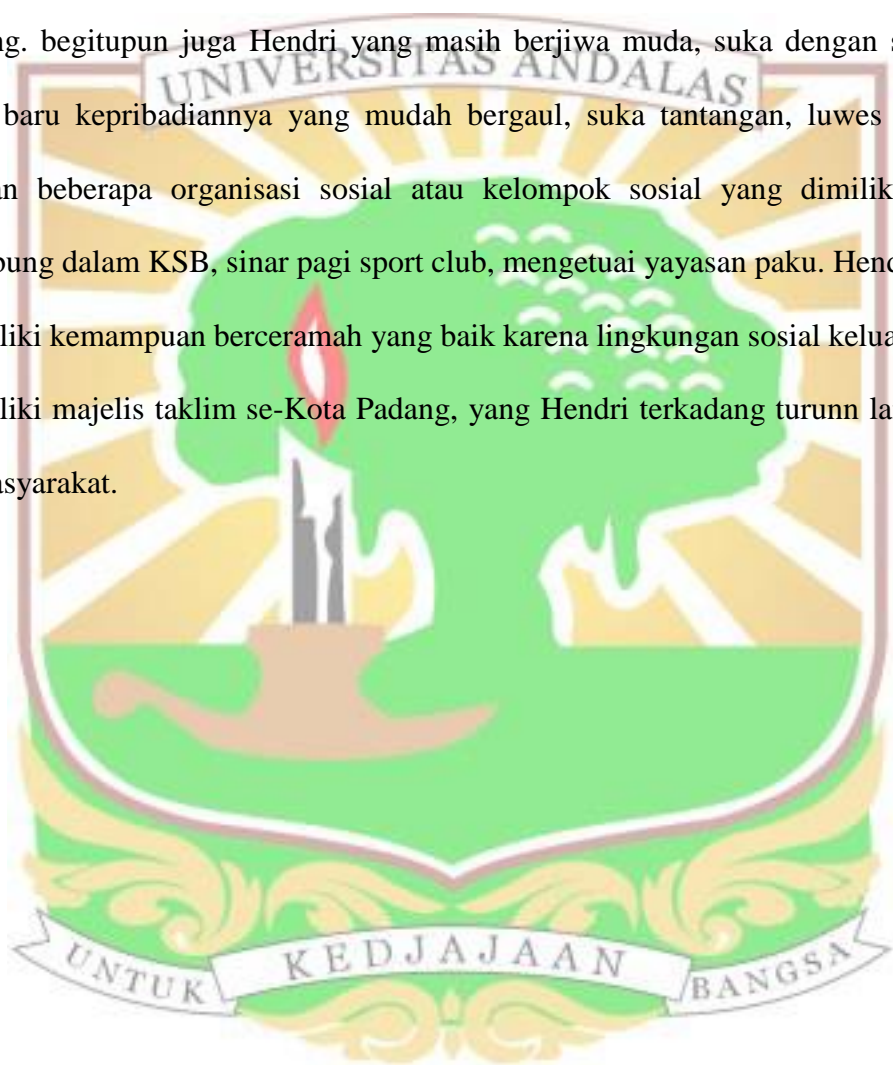 ng. begitupun juga Hendri yang masih berjiwa muda, suka dengan s
UNIVERSITAS ANDALAS
baru kepribadiannya yang mudah bergaul, suka tantangan, luwes
an beberapa organisasi sosial atau kelompok sosial yang dimilik
bung dalam KSB, sinar pagi sport club, mengetuai yayasan paku. Hend
liki kemampuan berceramah yang baik karena lingkungan sosial kelua
liki majelis taklim se-Kota Padang, yang Hendri terkadang turunn la
asyarakat.
UNTUK KEDJAJAAN BANGSA